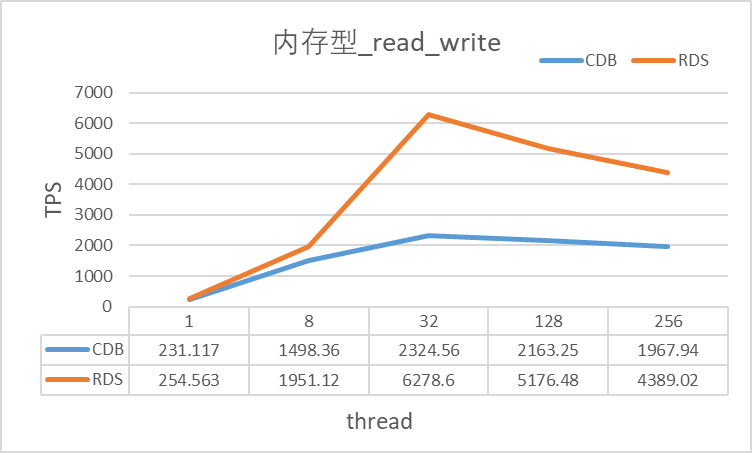 内存型_read_write
CDB RDS
7000
6000
5000
4000
3000
2000
1000
0
TPS
1 8 32 128 256
CDB 231.117 1498.36 2324.56 2163.25 1967.94
RDS 254.563 1951.12 6278.6 5176.48 4389.02
thread